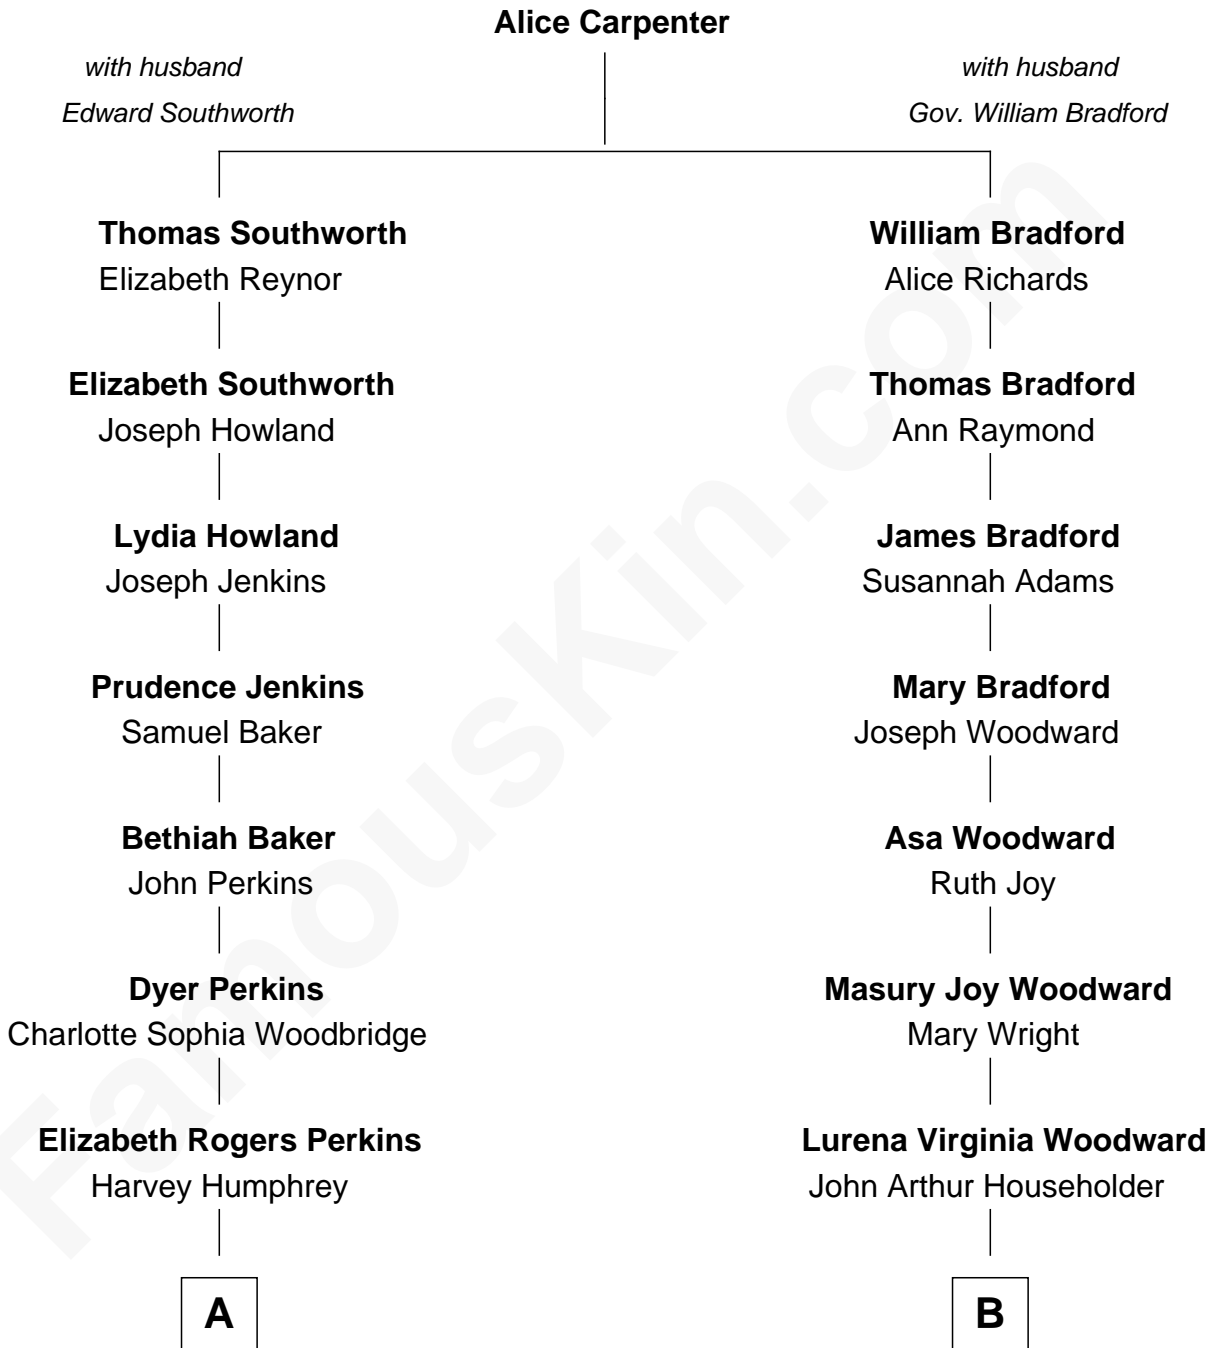 Alice Carpenter
with husband
Edward Southworth
with husband
Gov. William Bradford
Thomas Southworth
Elizabeth Reynor
William Bradford
Alice Richards
Elizabeth Southworth
Joseph Howland
Thomas Bradford
Ann Raymond
Lydia Howland
Joseph Jenkins
James Bradford
Susannah Adams
Prudence Jenkins
Samuel Baker
Mary Bradford
Joseph Woodward
Bethiah Baker
John Perkins
Asa Woodward
Ruth Joy
Dyer Perkins
Charlotte Sophia Woodbridge
Masury Joy Woodward
Mary Wright
Elizabeth Rogers Perkins
Harvey Humphrey
Lurena Virginia Woodward
John Arthur Householder
A
B
FamousKin.com